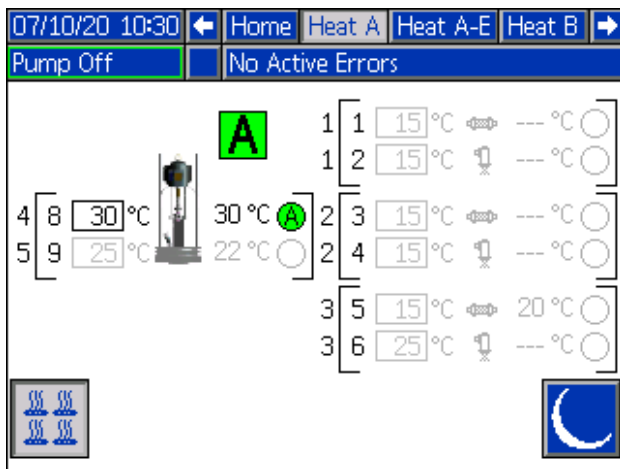 07/10/20 10:30 Home Heat A Heat A-E Heat B
Pump Off No Active Errors
A
1 1 15 °C --- °C
1 2 15 °C --- °C
4 8 30 °C 30 °C A 2 3 15 °C --- °C
5 9 25 °C 22 °C 2 4 15 °C --- °C
3 5 15 °C 20 °C
3 6 25 °C --- °C